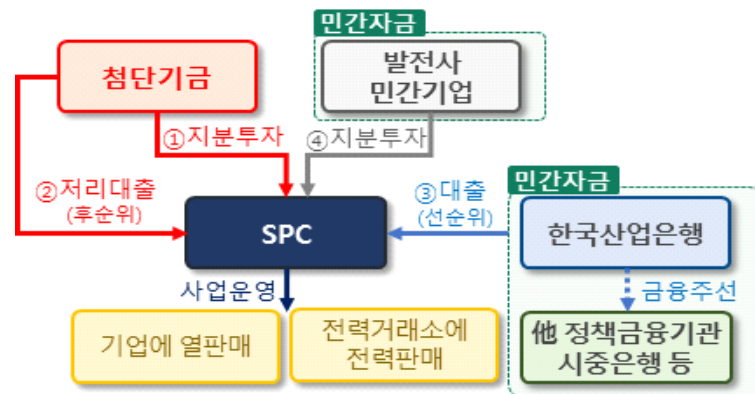 민간자금
첨단기금
발전사
민간기업
①지분투자
④지분투자
②저리대출
(후순위)
SPC
③대출
(선순위)
민간자금
한국산업은행
사업운영
금융주선
기업에 열판매
전력거래소에
전력판매
他 정책금융기관
시중은행 등